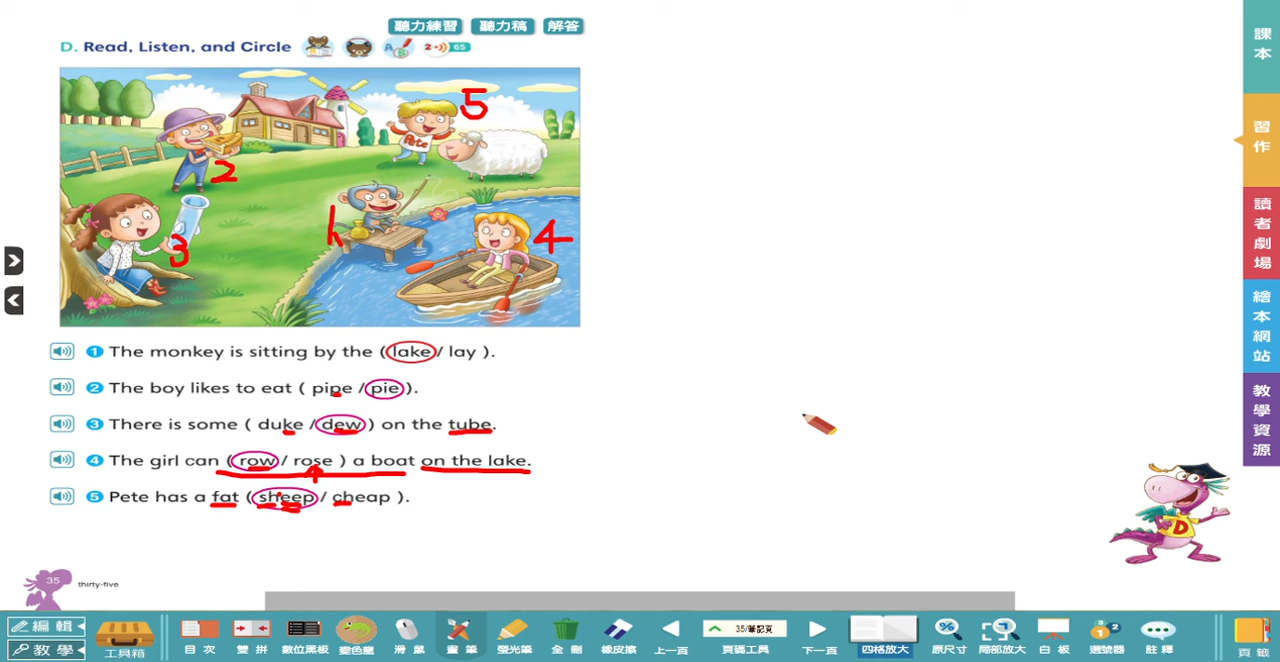 聽力練習 聽力稿 解答
D. Read, Listen, and Circle A B 2 65
5
Pete
2
1
4
3
1 The monkey is sitting by the ( lake / lay ).
2 The boy likes to eat ( pipe / pie ).
3 There is some ( duke / dew ) on the tube.
4 The girl can ( row / rose ) a boat on the lake.
5 Pete has a fat ( sheep / cheap ).
D
35 thirty-five
課本
習作
讀者劇場
繪本網站
教學資源
編輯
教學
工具箱 目次 雙拼 數位黑板 變色龍 滑鼠 畫筆 螢光筆 全刪 橡皮擦 上一頁 35/筆記頁 頁碼工具 下一頁 四格放大 原尺寸 局部放大 白板 選號器 註釋 頁籤